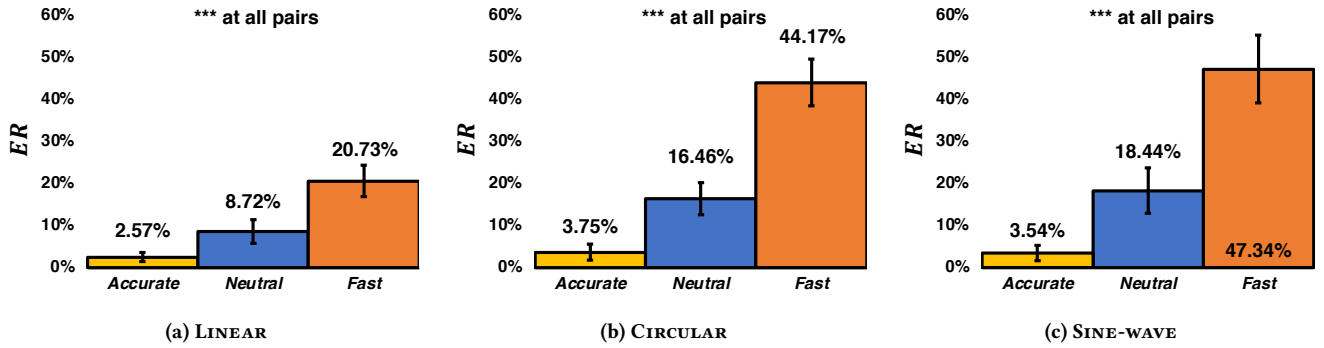 60%
*** at all pairs
50%
40%
30%
20%
10%
0%
ER
2.57%
8.72%
20.73%
Accurate Neutral Fast
(a) LINEAR
60%
*** at all pairs
50%
40%
30%
20%
10%
0%
ER
3.75%
16.46%
44.17%
Accurate Neutral Fast
(b) CIRCULAR
60%
*** at all pairs
50%
40%
30%
20%
10%
0%
ER
3.54%
18.44%
47.34%
Accurate Neutral Fast
(c) SINE-WAVE